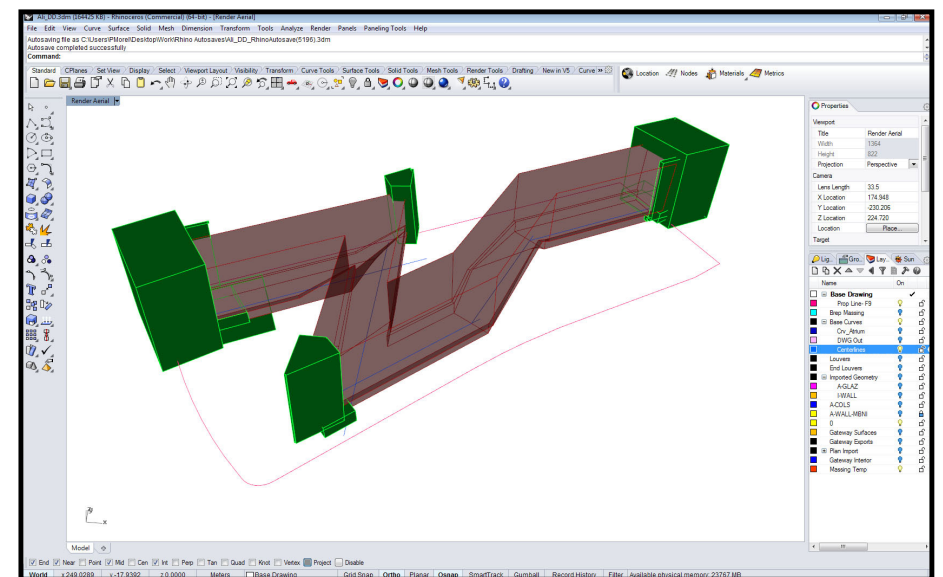 Ali_DD.3dm (164425 KB) - Rhinoceros (Commercial) (64-bit) - [Render Aerial]
File Edit View Curve Surface Solid Mesh Dimension Transform Tools Analyze Render Panels Paneling Tools Help
Autosaving file as C:\Users\PMorel\Desktop\Work\Rhino Autosaves\Ali_DD_RhinoAutosave(5196).3dm
Autosave completed successfully
Command:
Standard CPlanes Set View Display Select Viewport Layout Visibility Transform Curve Tools Surface Tools Solid Tools Mesh Tools Render Tools Drafting New in V5 Curve »
Location Nodes Materials Metrics
Render Aerial
Properties
Viewport
Title Render Aerial
Width 1364
Height 822
Projection Perspective
Camera
Lens Length 33.5
X Location 174.948
Y Location -230.206
Z Location 224.720
Location Place...
Target
Lig... Gro... Lay... Sun
Name On
Base Drawing
Prop Line- F9
Brep Massing
Base Curves
Crv_Atrium
DWG Out
Centerlines
Louvers
End Louvers
Imported Geometry
A-GLAZ
I-WALL
A-COLS
A-WALL-MBNI
0
Gateway Surfaces
Gateway Exports
Plan Import
Gateway Interior
Massing Temp
x
Model
End Near Point Mid Cen Int Perp Tan Quad Knot Vertex Project Disable
World x 249.0289 y -17.9392 z 0.0000 Meters Base Drawing Grid Snap Ortho Planar Osnap SmartTrack Gumball Record History Filter Available physical memory: 23767 MB